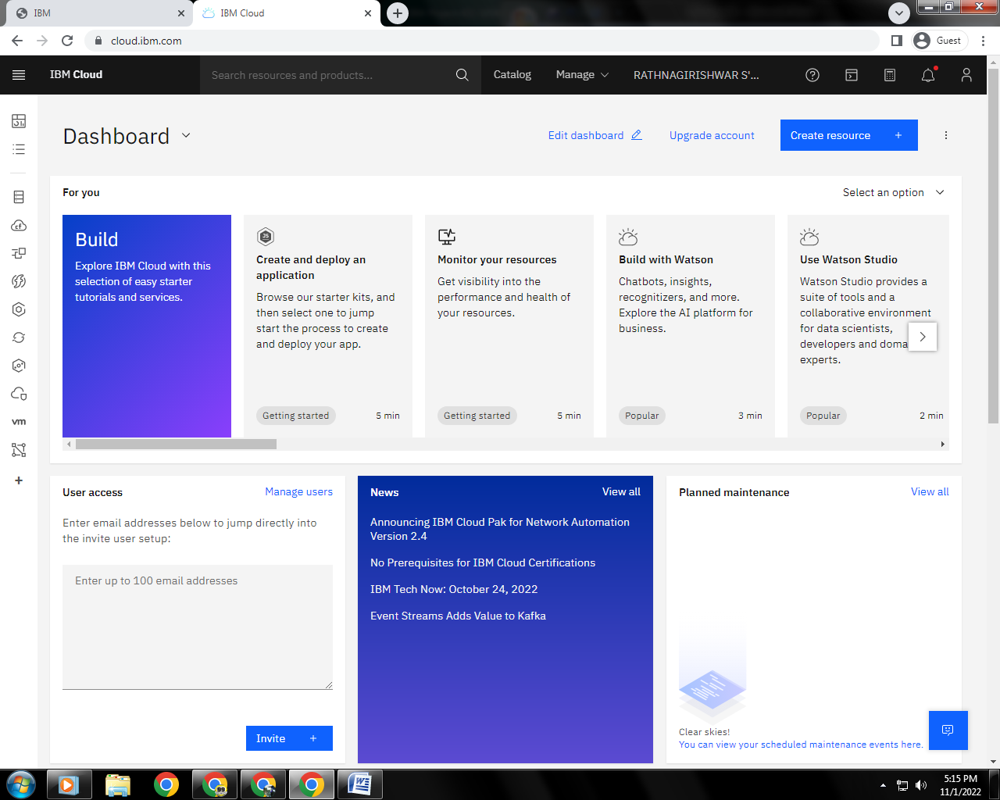 IBM
IBM Cloud
cloud.ibm.com
Guest
IBM Cloud
Search resources and products...
Catalog
Manage
RATHNAGIRISHWAR S'...
Dashboard
Edit dashboard
Upgrade account
Create resource +
For you
Select an option
Build
Explore IBM Cloud with this
selection of easy starter
tutorials and services.
JS
Create and deploy an
application
Browse our starter kits, and
then select one to jump
start the process to create
and deploy your app.
Getting started
5 min
Monitor your resources
Get visibility into the
performance and health of
your resources.
Getting started
5 min
Build with Watson
Chatbots, insights,
recognitizers, and more.
Explore the AI platform for
business.
Popular
3 min
Use Watson Studio
Watson Studio provides a
suite of tools and a
collaborative environment
for data scientists,
developers and doma
experts.
Popular
2 min
cf
vm
User access
Manage users
Enter email addresses below to jump directly into
the invite user setup:
Enter up to 100 email addresses
Invite +
News
View all
Announcing IBM Cloud Pak for Network Automation
Version 2.4
No Prerequisites for IBM Cloud Certifications
IBM Tech Now: October 24, 2022
Event Streams Adds Value to Kafka
Planned maintenance
View all
Clear skies!
You can view your scheduled maintenance events here.
99
W
5:15 PM
11/1/2022